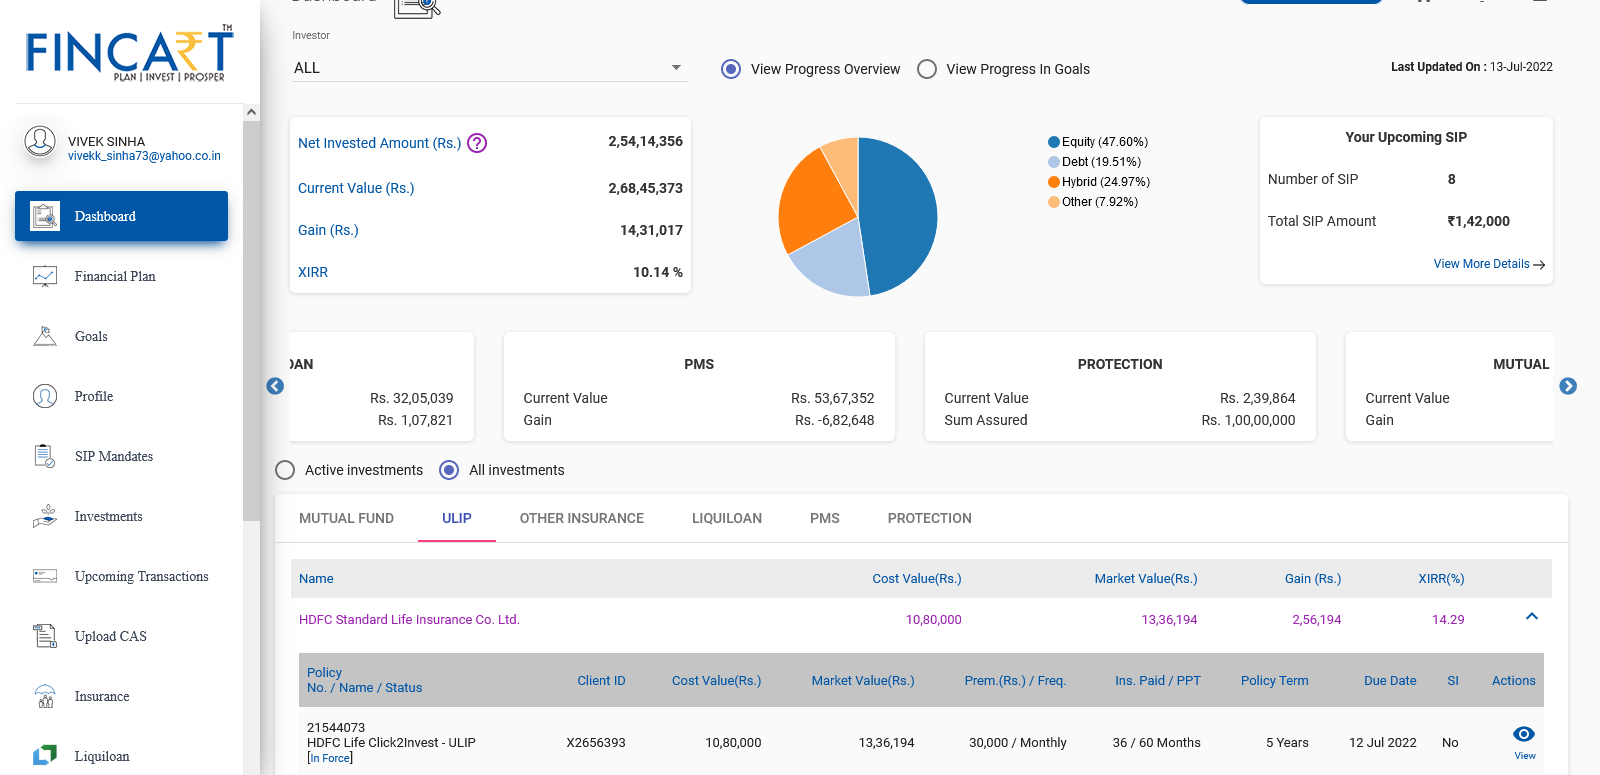 FINCART
TM
PLAN | INVEST | PROSPER
VIVEK SINHA
vivekk_sinha73@yahoo.co.in
Dashboard
Financial Plan
Goals
Profile
SIP Mandates
Investments
Upcoming Transactions
Upload CAS
Insurance
Liquiloan
Dashboard
Investor
ALL
View Progress Overview
View Progress In Goals
Last Updated On : 13-Jul-2022
Net Invested Amount (Rs.) ? 2,54,14,356
Current Value (Rs.) 2,68,45,373
Gain (Rs.) 14,31,017
XIRR 10.14 %
Equity (47.60%)
Debt (19.51%)
Hybrid (24.97%)
Other (7.92%)
Your Upcoming SIP
Number of SIP 8
Total SIP Amount ₹1,42,000
View More Details
OAN
Rs. 32,05,039
Rs. 1,07,821
PMS
Current Value Rs. 53,67,352
Gain Rs. -6,82,648
PROTECTION
Current Value Rs. 2,39,864
Sum Assured Rs. 1,00,00,000
MUTUAL
Current Value
Gain
Active investments
All investments
MUTUAL FUND ULIP OTHER INSURANCE LIQUILOAN PMS PROTECTION
Name Cost Value(Rs.) Market Value(Rs.) Gain (Rs.) XIRR(%)
HDFC Standard Life Insurance Co. Ltd. 10,80,000 13,36,194 2,56,194 14.29
Policy
No. / Name / Status Client ID Cost Value(Rs.) Market Value(Rs.) Prem.(Rs.) / Freq. Ins. Paid / PPT Policy Term Due Date SI Actions
21544073
HDFC Life Click2Invest - ULIP X2656393 10,80,000 13,36,194 30,000 / Monthly 36 / 60 Months 5 Years 12 Jul 2022 No
[In Force] View